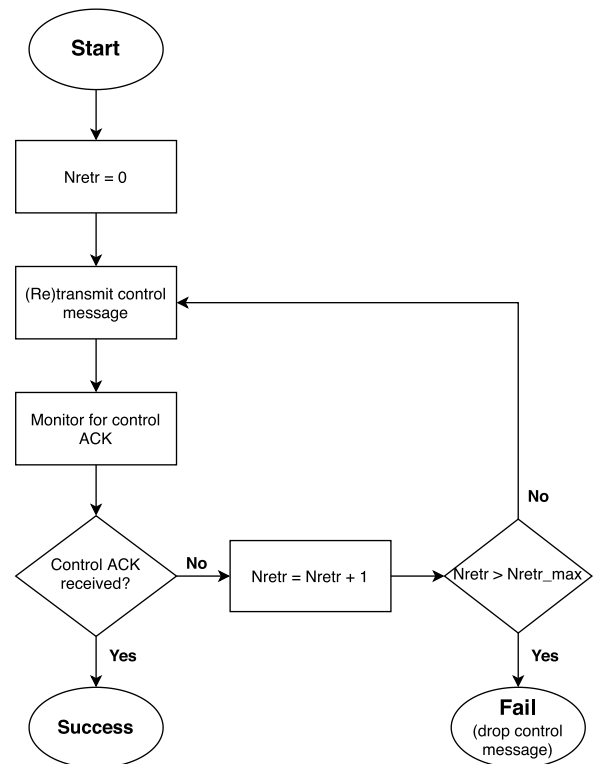 Start
Nretr = 0
(Re)transmit control
message
Monitor for control
ACK
No
Control ACK
received?
No
Nretr = Nretr + 1
Nretr > Nretr_max
Yes
Yes
Success
Fail
(drop control
message)